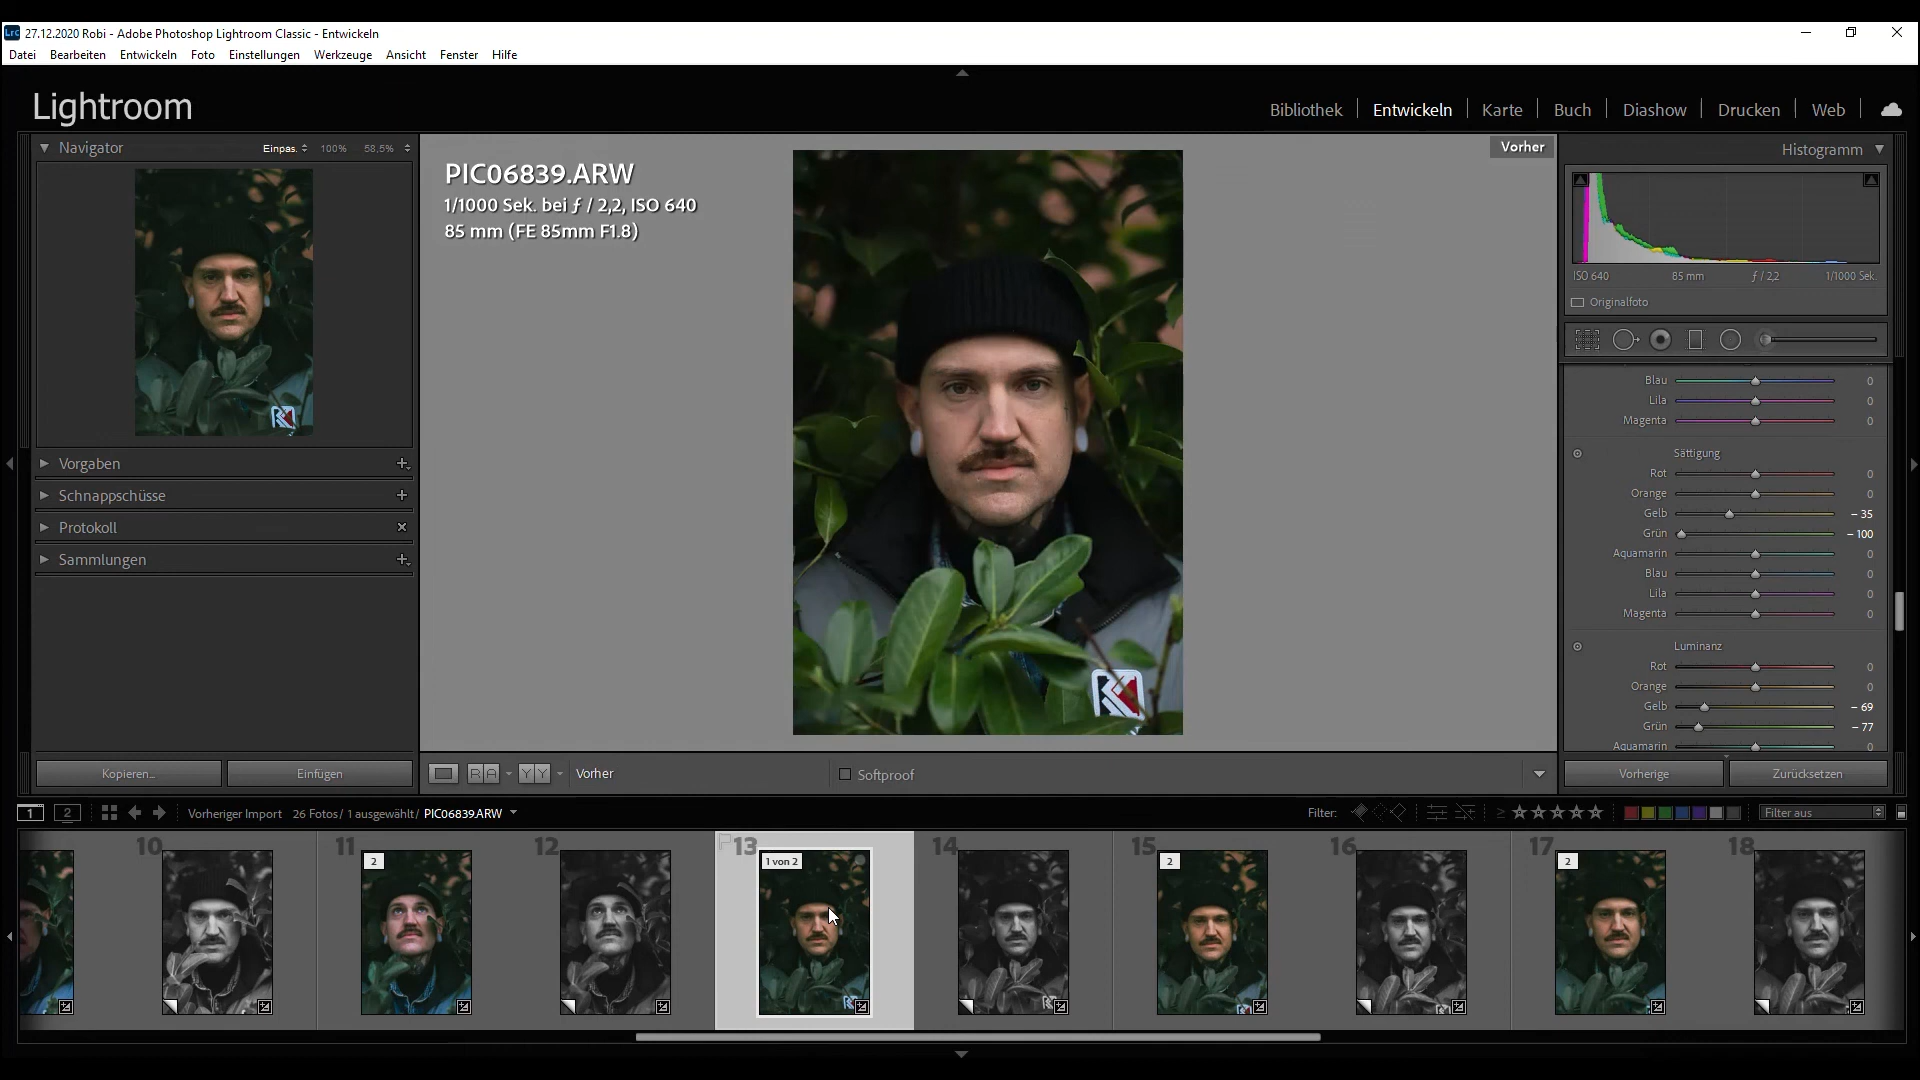 Lrc 27.12.2020 Robi - Adobe Photoshop Lightroom Classic - Entwickeln
Datei Bearbeiten Entwickeln Foto Einstellungen Werkzeuge Ansicht Fenster Hilfe
Lightroom
Bibliothek Entwickeln Karte Buch Diashow Drucken Web
Navigator Einpas. 100% 58,5%
Vorgaben
Schnappschüsse
Protokoll
Sammlungen
Kopieren... Einfügen
PIC06839.ARW
1/1000 Sek. bei ƒ / 2,2, ISO 640
85 mm (FE 85mm F1.8)
Vorher
Histogramm
ISO 640 85 mm ƒ / 2,2 1/1000 Sek.
Originalfoto
Blau 0
Lila 0
Magenta 0
Sättigung
Rot 0
Orange 0
Gelb – 35
Grün – 100
Aquamarin 0
Blau 0
Lila 0
Magenta 0
Luminanz
Rot 0
Orange 0
Gelb – 69
Grün – 77
Aquamarin 0
Vorherige Zurücksetzen
R A Y Y Vorher Softproof
1 2 Vorheriger Import 26 Fotos / 1 ausgewählt / PIC06839.ARW
Filter: ≥ Filter aus
10 11 12 13 14 15 16 17 18
2 1 von 2 2 2